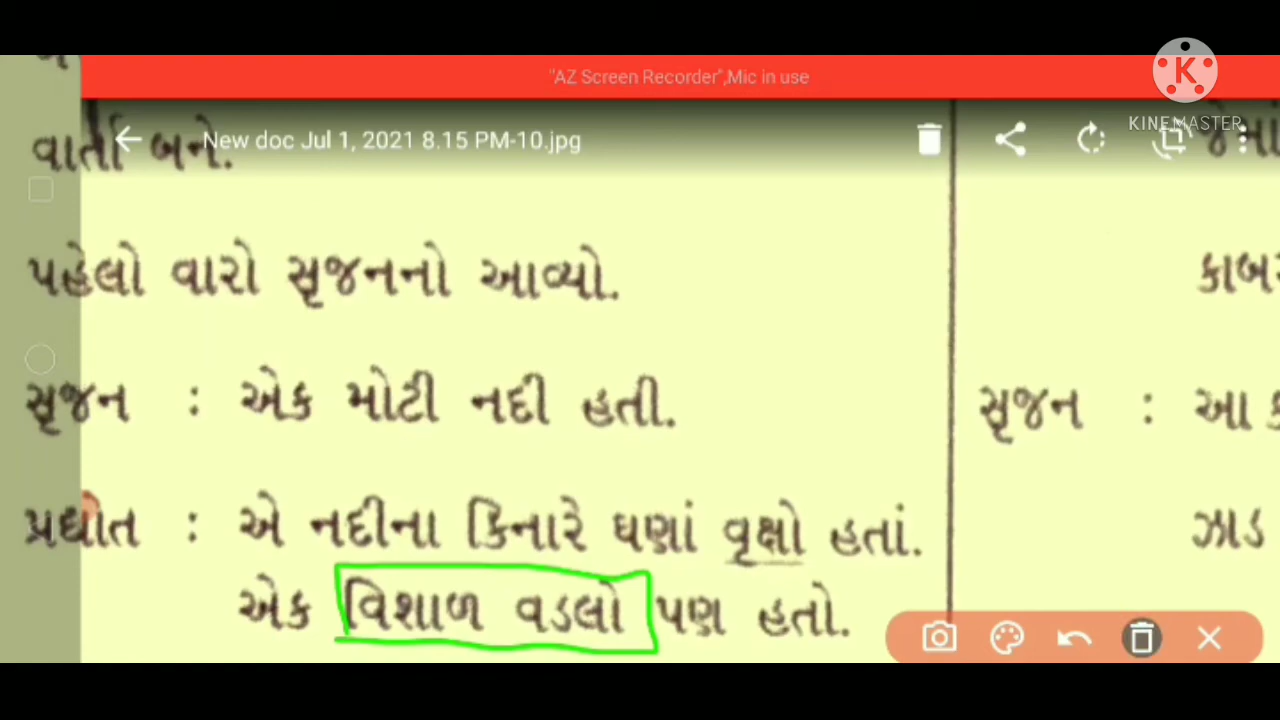 "AZ Screen Recorder",Mic in use
KINEMASTER
New doc Jul 1, 2021 8.15 PM-10.jpg
વાર્તા બને.
પહેલો વારો સૃજનનો આવ્યો.
સૃજન : એક મોટી નદી હતી.
પ્રદ્યોત : એ નદીના કિનારે ઘણાં વૃક્ષો હતાં.
એક વિશાળ વડલો પણ હતો.
સૃજન : આ
ઝાડ